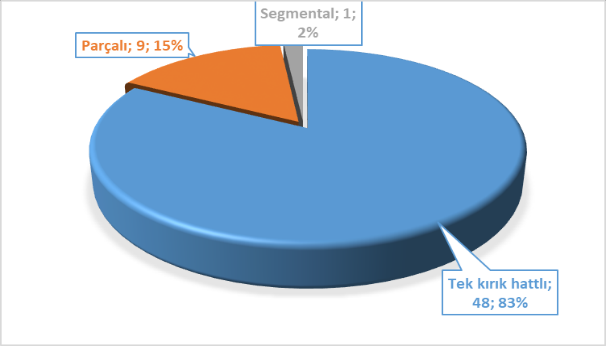 Segmental; 1;
2%
Parçalı; 9; 15%
Tek kırık hattlı;
48; 83%